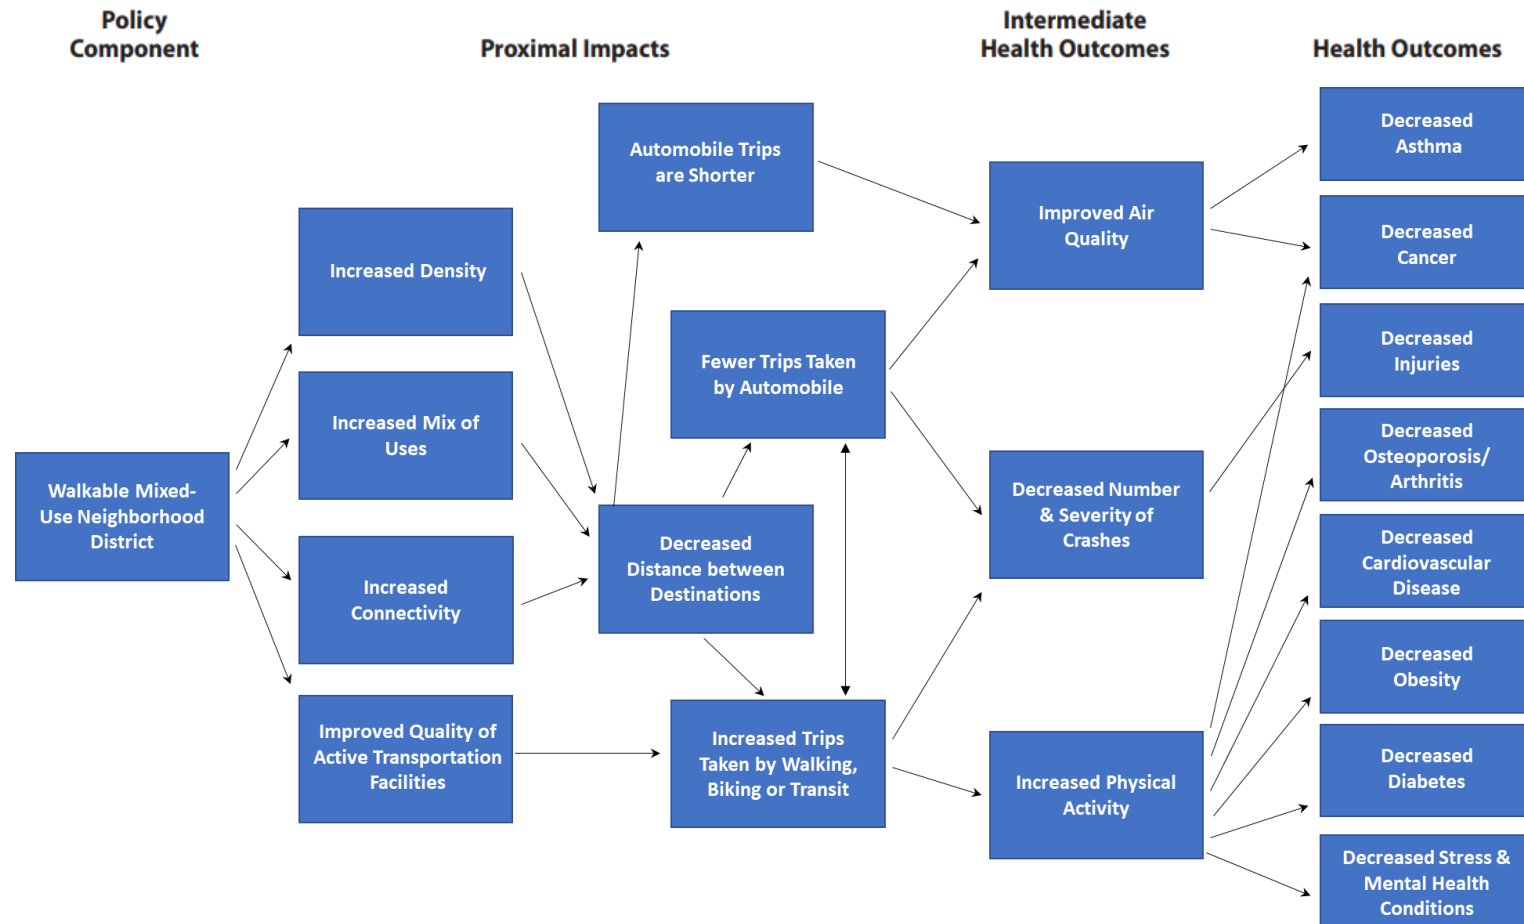 Policy
Component
Proximal Impacts
Intermediate
Health Outcomes
Health Outcomes
Walkable Mixed-
Use Neighborhood
District
Increased Density
Increased Mix of
Uses
Increased
Connectivity
Improved Quality of
Active Transportation
Facilities
Automobile Trips
are Shorter
Fewer Trips Taken
by Automobile
Decreased
Distance between
Destinations
Increased Trips
Taken by Walking,
Biking or Transit
Improved Air
Quality
Decreased Number
& Severity of
Crashes
Increased Physical
Activity
Decreased
Asthma
Decreased
Cancer
Decreased
Injuries
Decreased
Osteoporosis/
Arthritis
Decreased
Cardiovascular
Disease
Decreased
Obesity
Decreased
Diabetes
Decreased Stress &
Mental Health
Conditions